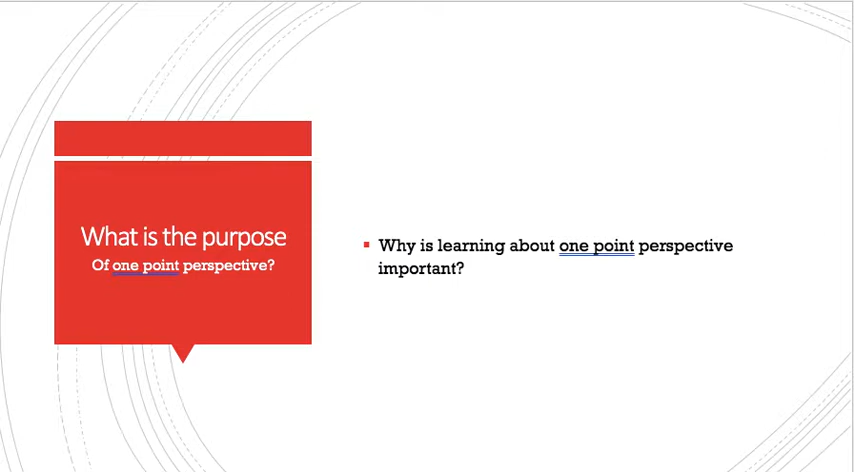 What is the purpose
Of one point perspective?
Why is learning about one point perspective
important?